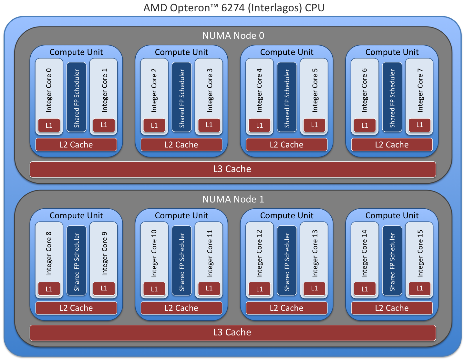 AMD Opteron™ 6274 (Interlagos) CPU
NUMA Node 0
Compute Unit Compute Unit Compute Unit Compute Unit
Integer Core 0 Shared FP Scheduler Integer Core 1 Integer Core 2 Shared FP Scheduler Integer Core 3 Integer Core 4 Shared FP Scheduler Integer Core 5 Integer Core 6 Shared FP Scheduler Integer Core 7
L1 L1 L1 L1 L1 L1 L1 L1
L2 Cache L2 Cache L2 Cache L2 Cache
L3 Cache
NUMA Node 1
Compute Unit Compute Unit Compute Unit Compute Unit
Integer Core 8 Shared FP Scheduler Integer Core 9 Integer Core 10 Shared FP Scheduler Integer Core 11 Integer Core 12 Shared FP Scheduler Integer Core 13 Integer Core 14 Shared FP Scheduler Integer Core 15
L1 L1 L1 L1 L1 L1 L1 L1
L2 Cache L2 Cache L2 Cache L2 Cache
L3 Cache